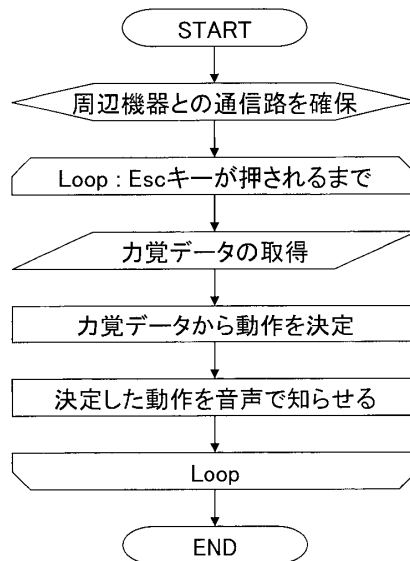 START
周辺機器との通信路を確保
Loop : Escキーが押されるまで
力覚データの取得
力覚データから動作を決定
決定した動作を音声で知らせる
Loop
END